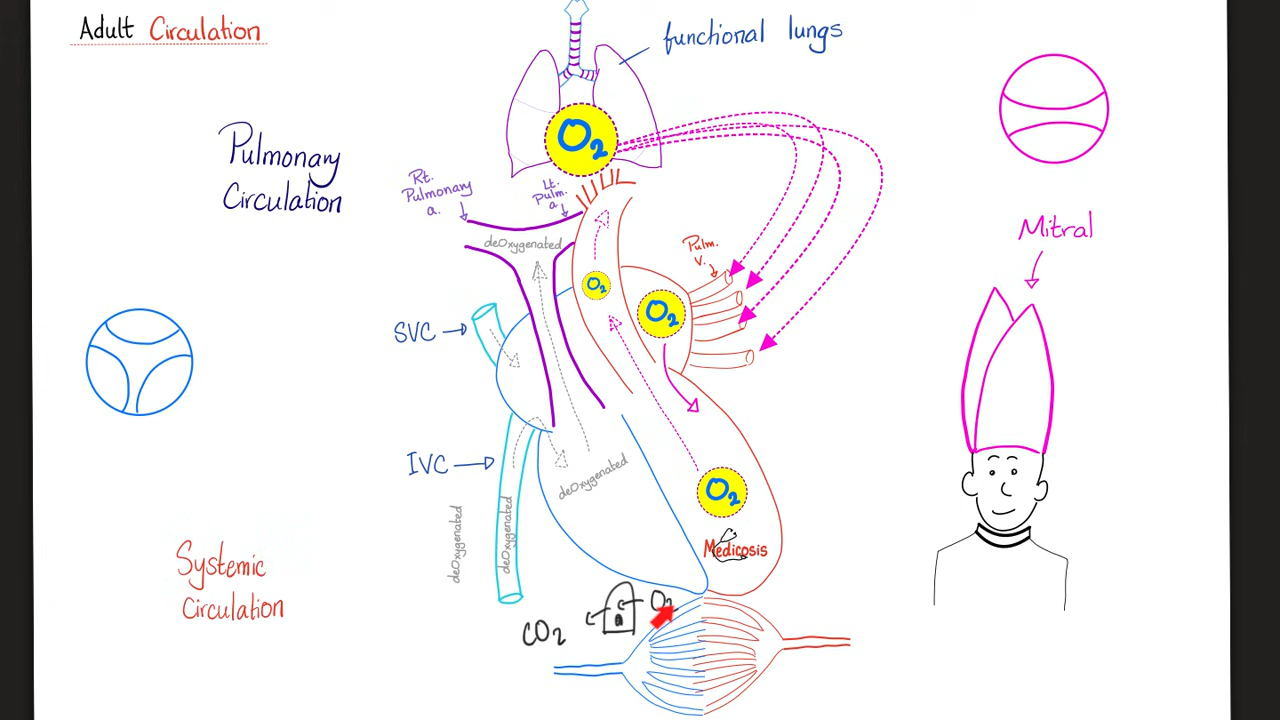 Adult Circulation
functional lungs
O₂
Pulmonary
Circulation
Rt.
Pulmonary
a.
Lt.
Pulm.
a
deOxygenated
Pulm.
v.
Mitral
O₂
O₂
SVC
IVC
deOxygenated
deOxygenated
deOxygenated
O₂
Medicosis
Systemic
Circulation
O₂
CO₂